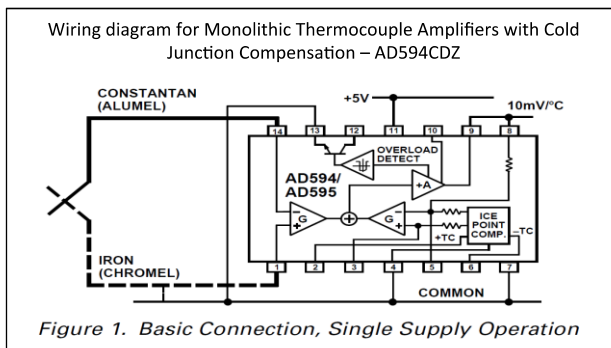 Wiring diagram for Monolithic Thermocouple Amplifiers with Cold
Junction Compensation – AD594CDZ
CONSTANTAN
(ALUMEL)
+5V
10mV/°C
14 13 12 11 10 9 8
OVERLOAD
DETECT
AD594/
AD595
+A
– G +
– G +
ICE
POINT
COMP.
–TC
+TC
IRON
(CHROMEL)
1 2 3 4 5 6 7
COMMON
Figure 1. Basic Connection, Single Supply Operation